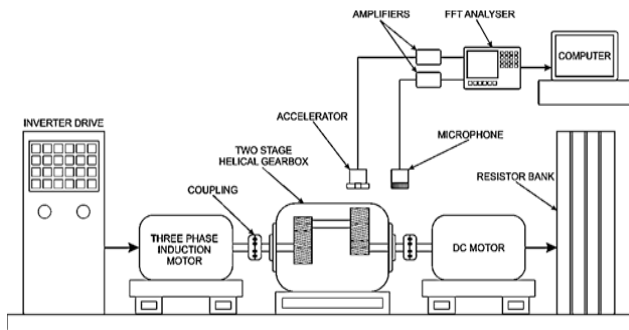 AMPLIFIERS
FFT ANALYSER
COMPUTER
INVERTER DRIVE
ACCELERATOR
MICROPHONE
TWO STAGE
HELICAL GEARBOX
RESISTOR BANK
COUPLING
THREE PHASE
INDUCTION
MOTOR
DC MOTOR